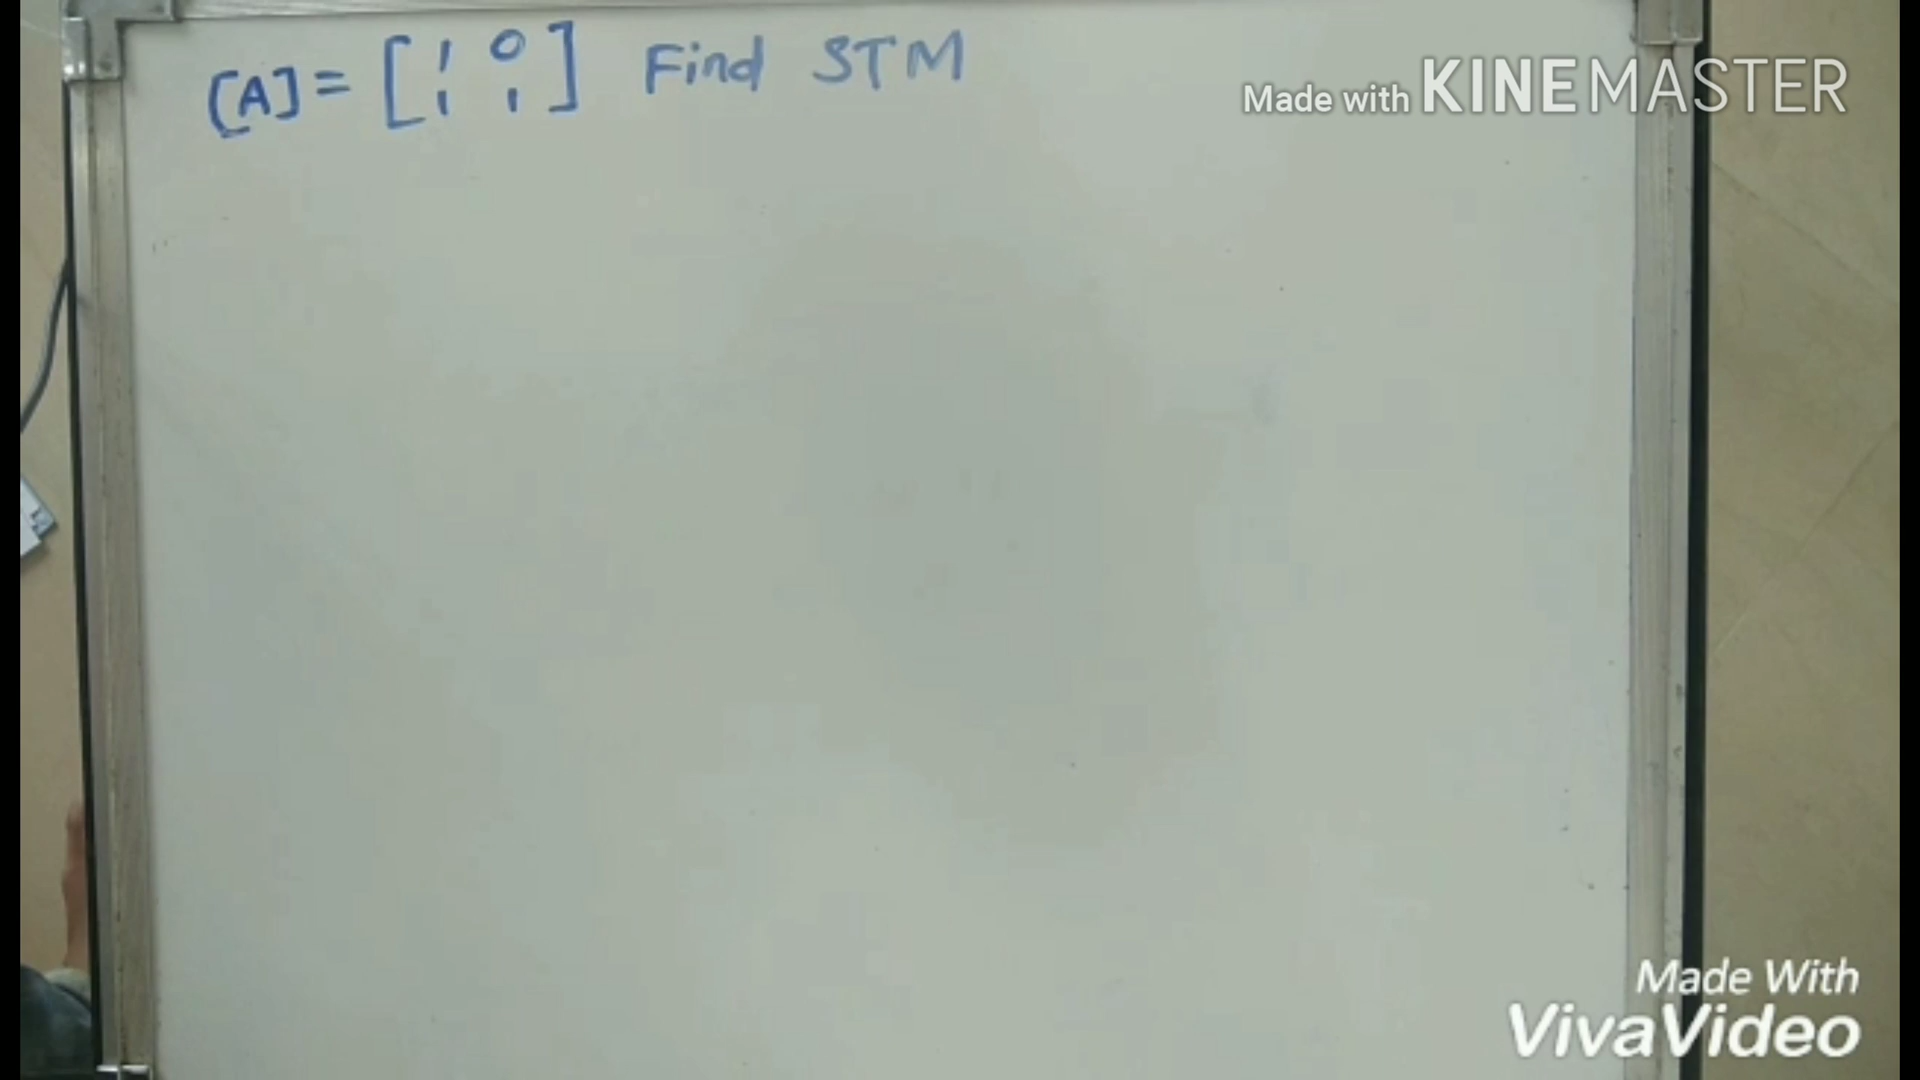 [A] = [ 1 0 ] Find STM
1 1
Made with KINEMASTER
Made With
VivaVideo